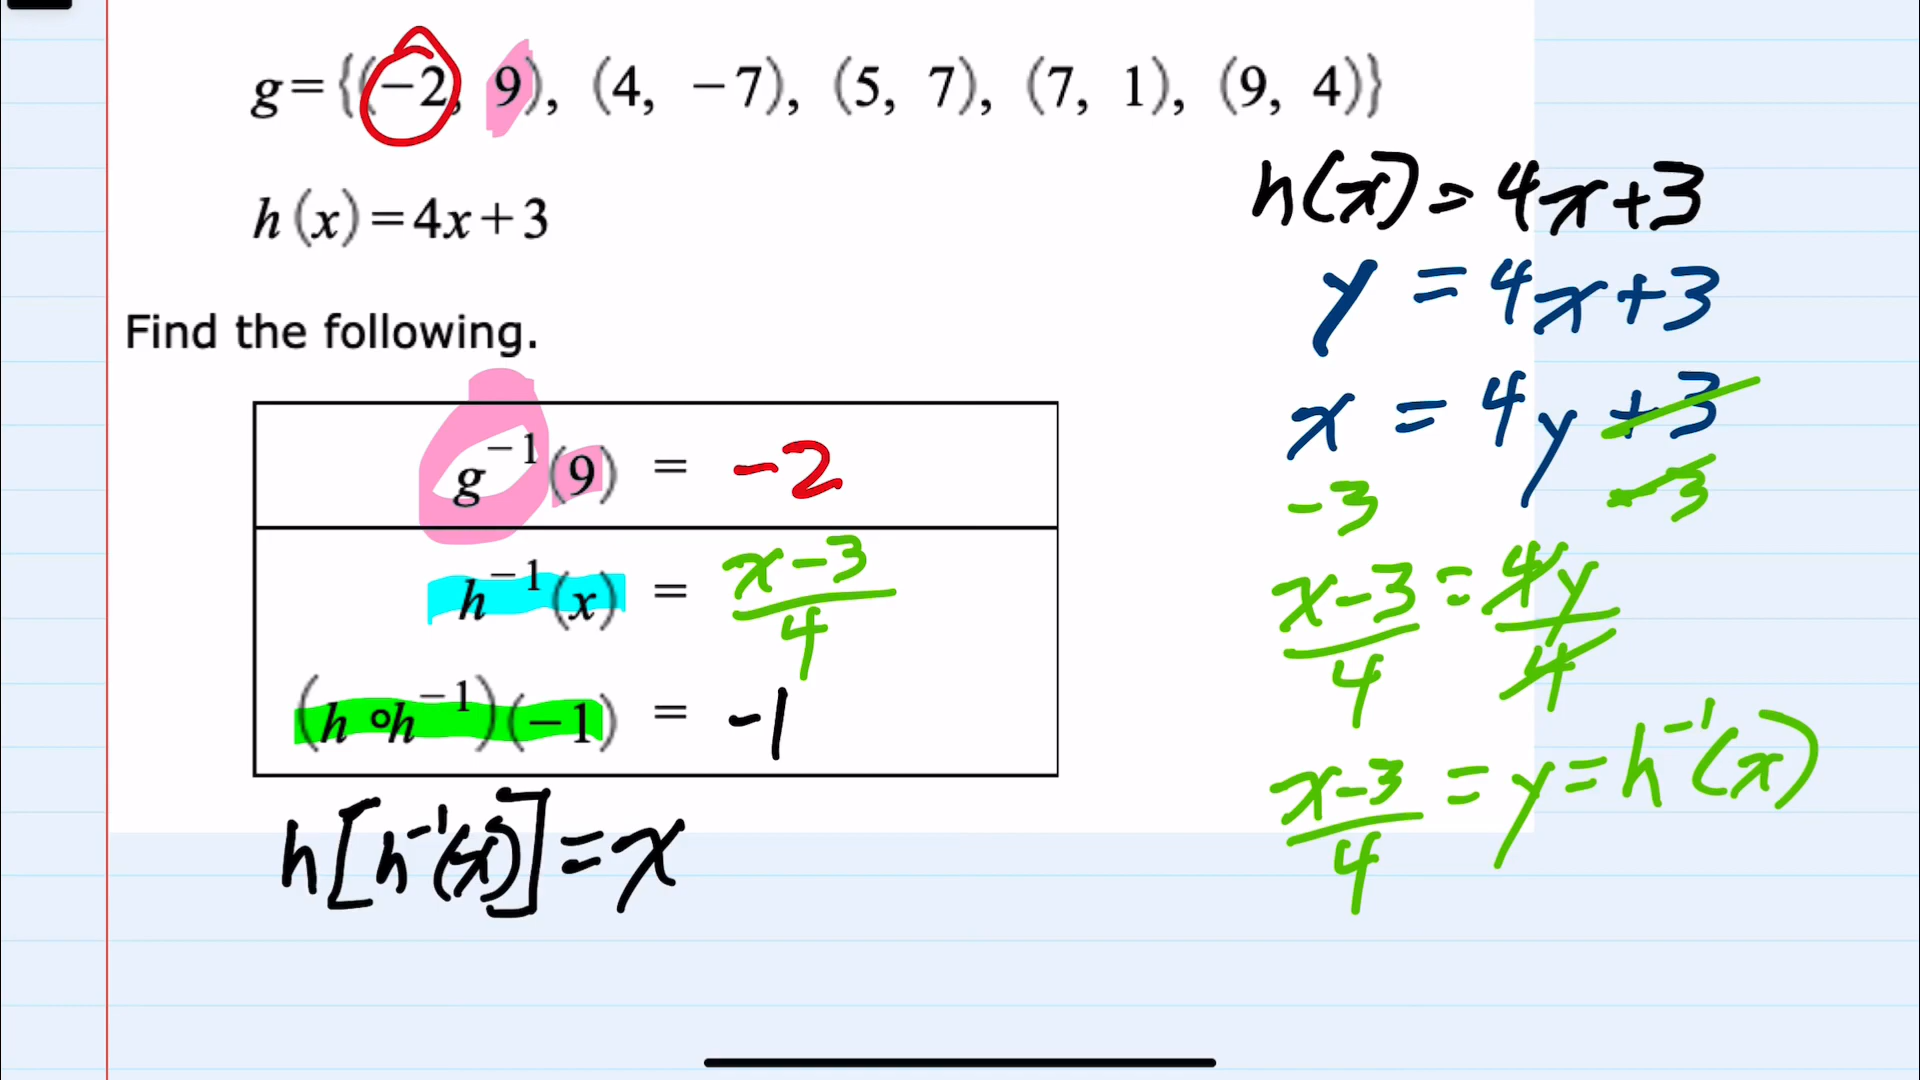 g={(−2, 9), (4, −7), (5, 7), (7, 1), (9, 4)}
h(x)=4x+3
Find the following.
g⁻¹(9) = -2
h⁻¹(x) = x-3/4
(h∘h⁻¹)(−1) = -1
h[h⁻¹(x)]=x
h(x)=4x+3
y=4x+3
x=4y+3
-3 -3
x-3/4=4y/4
x-3/4=y=h⁻¹(x)